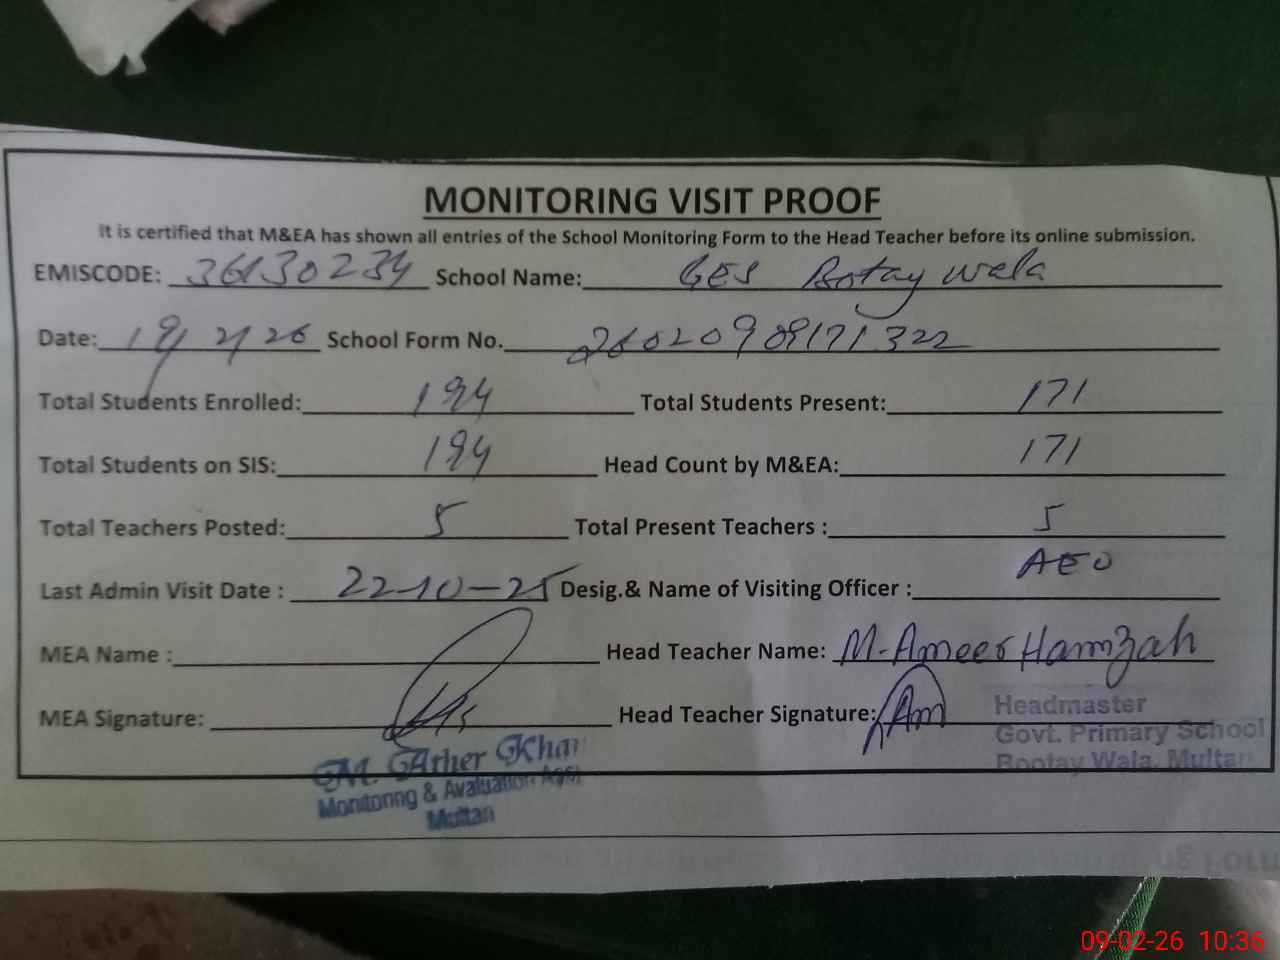 MONITORING VISIT PROOF
It is certified that M&EA has shown all entries of the School Monitoring Form to the Head Teacher before its online submission.
EMISCODE: 36130234 School Name: GES Botay wala
Date: 19/2/26 School Form No. 26020909171322
Total Students Enrolled: 194 Total Students Present: 171
Total Students on SIS: 194 Head Count by M&EA: 171
Total Teachers Posted: 5 Total Present Teachers : 5
Last Admin Visit Date : 22-10-25 Desig.& Name of Visiting Officer : AEO
MEA Name : Head Teacher Name: M-Ameer Hamzah
MEA Signature: Head Teacher Signature: Am
Headmaster
Govt. Primary School
Bootay Wala, Multan
M. Ather Khan
Monitoring & Avaluation
Multan
09-02-26 10:36